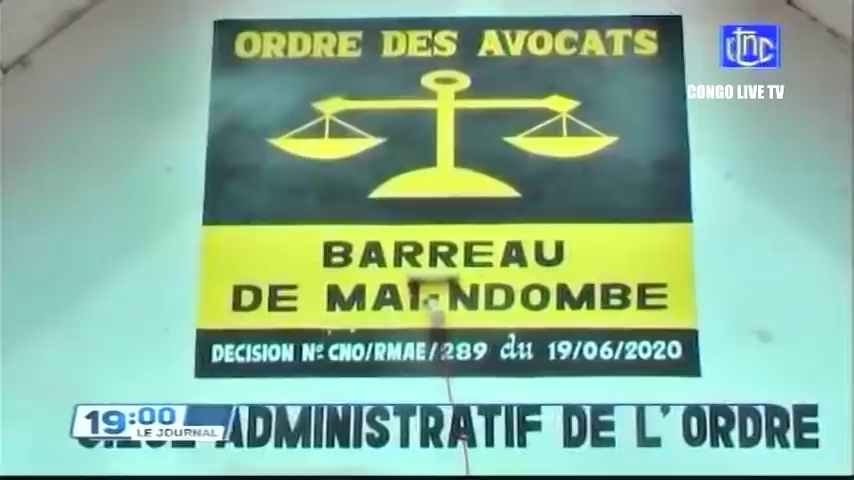 ORDRE DES AVOCATS
rtnc
CONGO LIVE TV
BARREAU
DE MAI-NDOMBE
DECISION N° CNO/RMAE/289 du 19/06/2020
ADMINISTRATIF DE L'ORDRE
19:00
LE JOURNAL